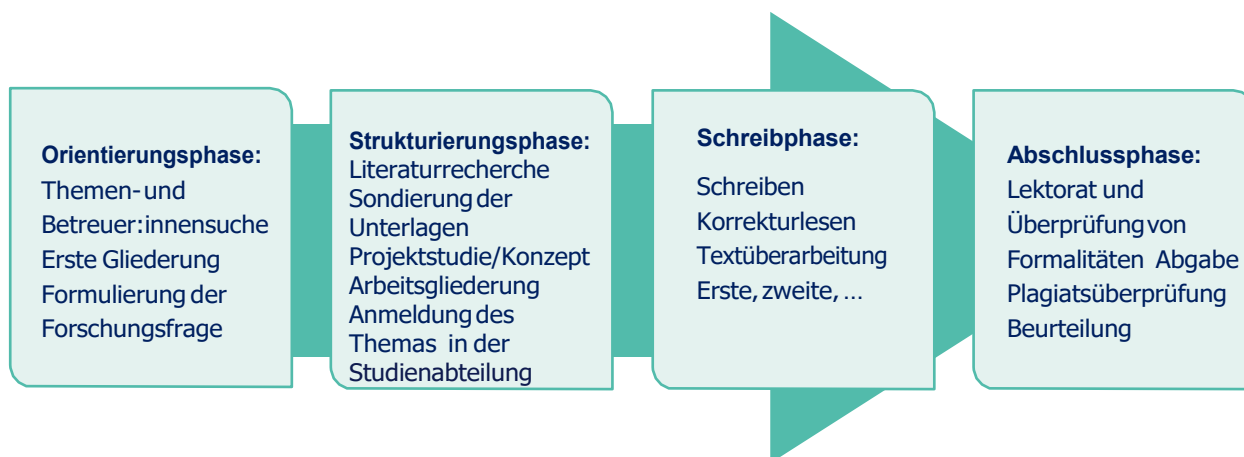 Orientierungsphase:
Themen- und
Betreuer:innensuche
Erste Gliederung
Formulierung der
Forschungsfrage
Strukturierungsphase:
Literaturrecherche
Sondierung der
Unterlagen
Projektstudie/Konzept
Arbeitsgliederung
Anmeldung des
Themas in der
Studienabteilung
Schreibphase:
Schreiben
Korrekturlesen
Textüberarbeitung
Erste, zweite, …
Abschlussphase:
Lektorat und
Überprüfung von
Formalitäten Abgabe
Plagiatsüberprüfung
Beurteilung